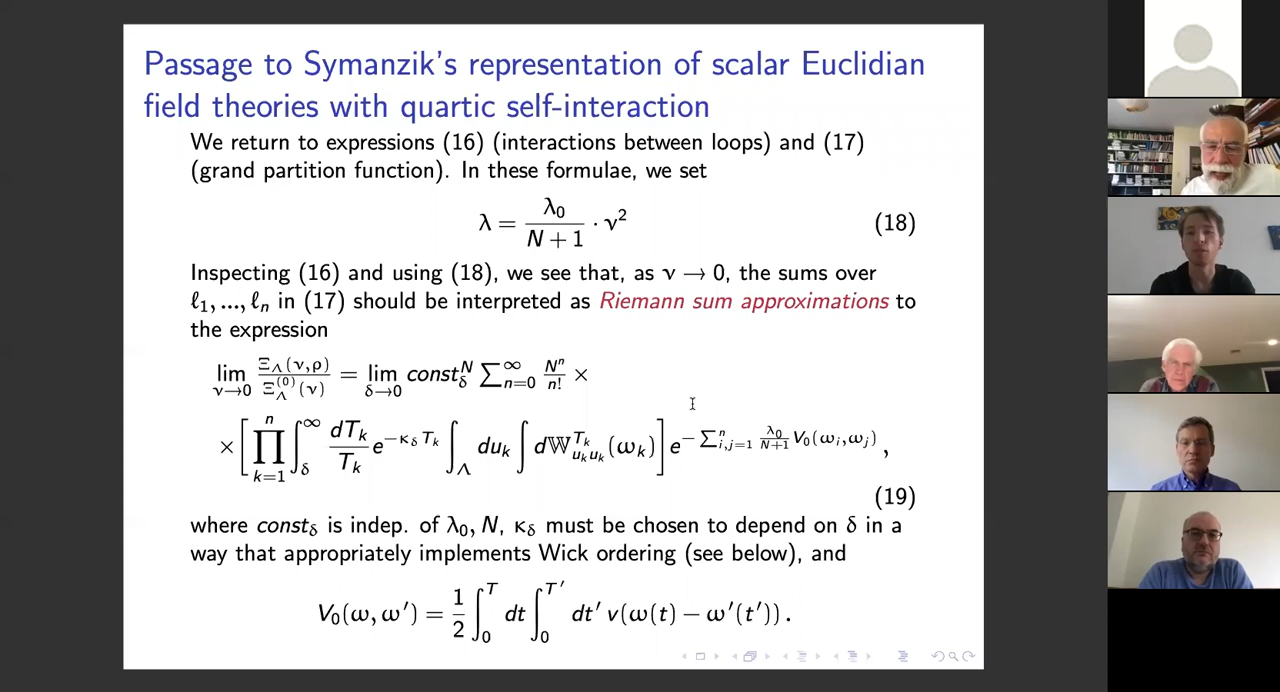 Passage to Symanzik's representation of scalar Euclidian
field theories with quartic self-interaction
We return to expressions (16) (interactions between loops) and (17)
(grand partition function). In these formulae, we set
λ = λ₀/(N + 1) · ν² (18)
Inspecting (16) and using (18), we see that, as ν → 0, the sums over
ℓ₁, ..., ℓₙ in (17) should be interpreted as Riemann sum approximations to
the expression
lim_{ν→0} Ξ_Λ(ν,ρ)/Ξ_Λ^{(0)}(ν) = lim_{δ→0} const_δ^N ∑_{n=0}^∞ N^n/n! ×
× [ ∏_{k=1}^n ∫_δ^∞ dT_k/T_k e^{−κ_δ T_k} ∫_Λ du_k ∫ d𝕎^{T_k}_{u_k u_k}(ω_k) ] e^{− ∑_{i,j=1}^n λ₀/(N+1) V₀(ω_i,ω_j)} ,
(19)
where const_δ is indep. of λ₀, N, κ_δ must be chosen to depend on δ in a
way that appropriately implements Wick ordering (see below), and
V₀(ω, ω′) = 1/2 ∫_0^T dt ∫_0^{T′} dt′ v(ω(t) − ω′(t′)) .